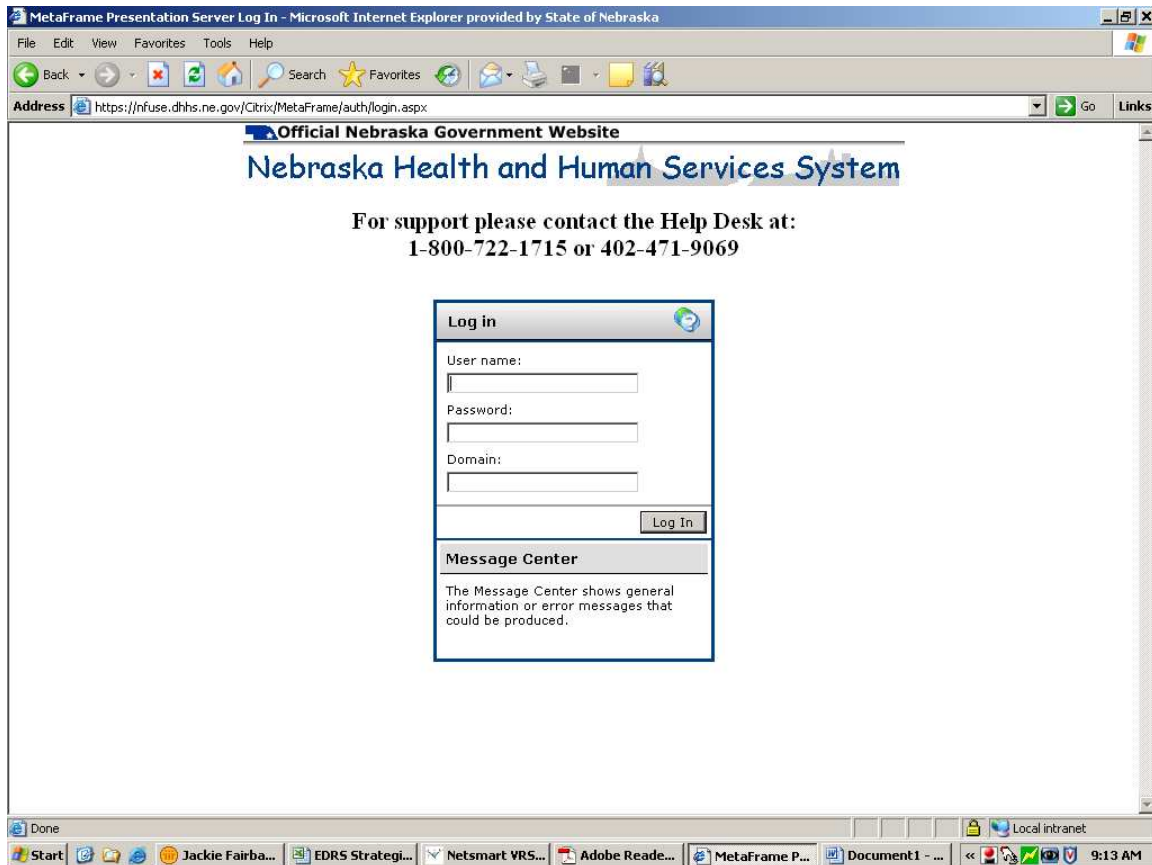 MetaFrame Presentation Server Log In - Microsoft Internet Explorer provided by State of Nebraska
File Edit View Favorites Tools Help
Back Search Favorites
Address https://nfuse.dhhs.ne.gov/Citrix/MetaFrame/auth/login.aspx Go Links
Official Nebraska Government Website
Nebraska Health and Human Services System
For support please contact the Help Desk at:
1-800-722-1715 or 402-471-9069
Log in
User name:
Password:
Domain:
Log In
Message Center
The Message Center shows general
information or error messages that
could be produced.
Done Local intranet
Start Jackie Fairba... EDRS Strategi... Netsmart VRS... Adobe Reade... MetaFrame P... Document1 - ... « 9:13 AM